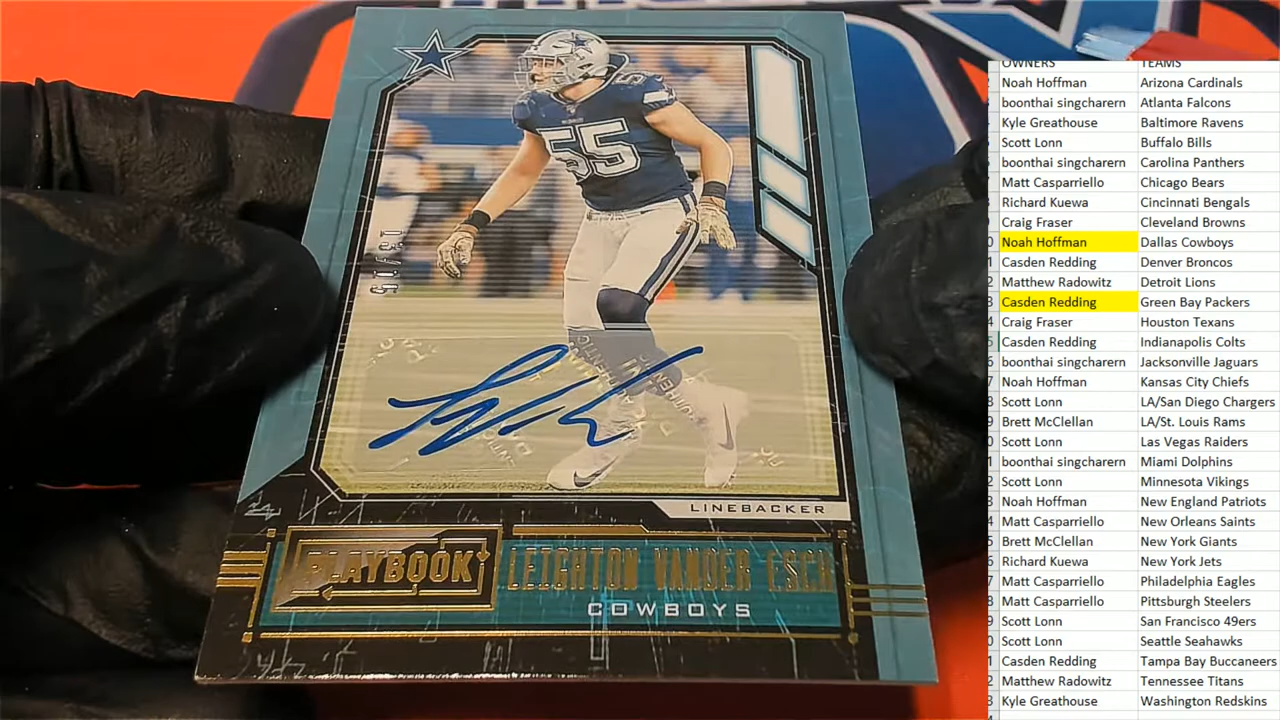 55
LINEBACKER
PLAYBOOK
LEIGHTON VANDER ESCH
COWBOYS
OWNERS TEAMS
Noah Hoffman Arizona Cardinals
boonthai singcharern Atlanta Falcons
Kyle Greathouse Baltimore Ravens
Scott Lonn Buffalo Bills
boonthai singcharern Carolina Panthers
Matt Casparriello Chicago Bears
Richard Kuewa Cincinnati Bengals
Craig Fraser Cleveland Browns
Noah Hoffman Dallas Cowboys
Casden Redding Denver Broncos
Matthew Radowitz Detroit Lions
Casden Redding Green Bay Packers
Craig Fraser Houston Texans
Casden Redding Indianapolis Colts
boonthai singcharern Jacksonville Jaguars
Noah Hoffman Kansas City Chiefs
Scott Lonn LA/San Diego Chargers
Brett McClellan LA/St. Louis Rams
Scott Lonn Las Vegas Raiders
boonthai singcharern Miami Dolphins
Scott Lonn Minnesota Vikings
Noah Hoffman New England Patriots
Matt Casparriello New Orleans Saints
Brett McClellan New York Giants
Richard Kuewa New York Jets
Matt Casparriello Philadelphia Eagles
Matt Casparriello Pittsburgh Steelers
Scott Lonn San Francisco 49ers
Scott Lonn Seattle Seahawks
Casden Redding Tampa Bay Buccaneers
Matthew Radowitz Tennessee Titans
Kyle Greathouse Washington Redskins